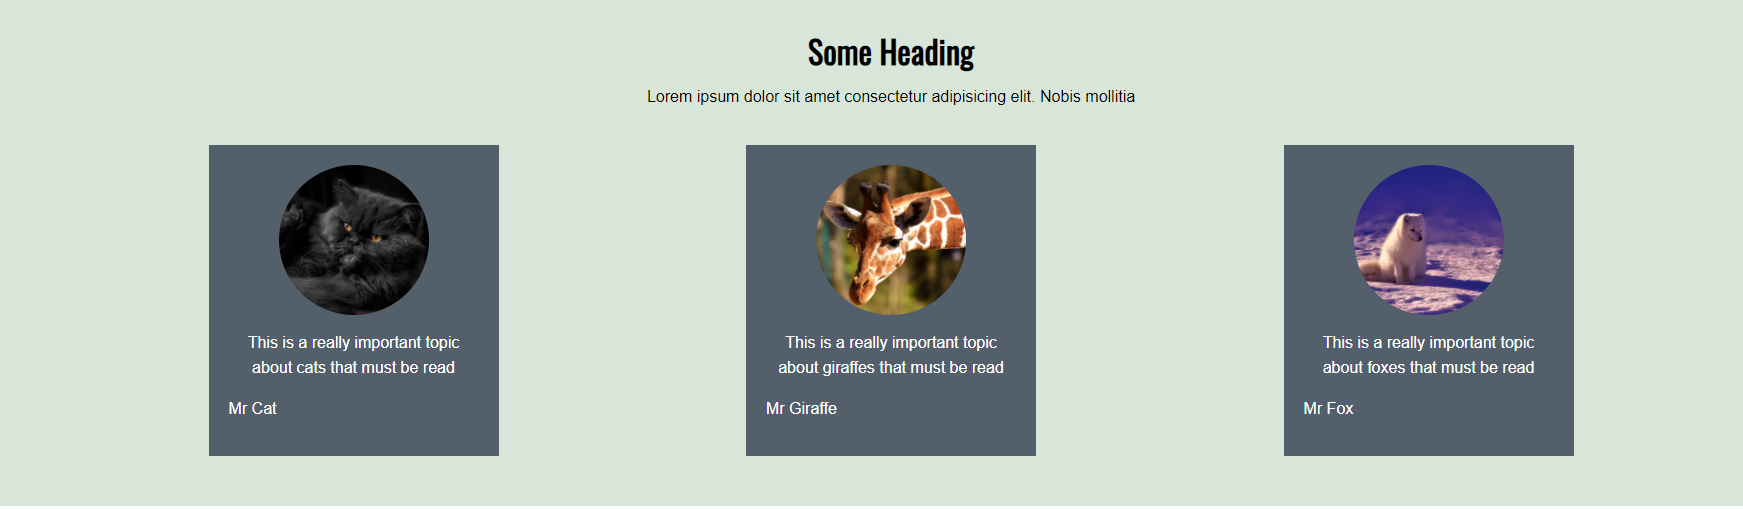 Some Heading
Lorem ipsum dolor sit amet consectetur adipisicing elit. Nobis mollitia
This is a really important topic
about cats that must be read
Mr Cat
This is a really important topic
about giraffes that must be read
Mr Giraffe
This is a really important topic
about foxes that must be read
Mr Fox